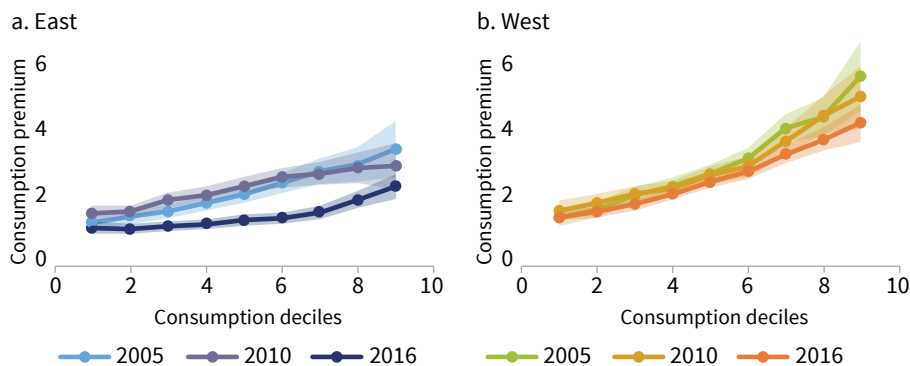 a. East
Consumption premium
6
4
2
0
0 2 4 6 8 10
Consumption deciles
2005 2010 2016
b. West
Consumption premium
6
4
2
0
0 2 4 6 8 10
Consumption deciles
2005 2010 2016